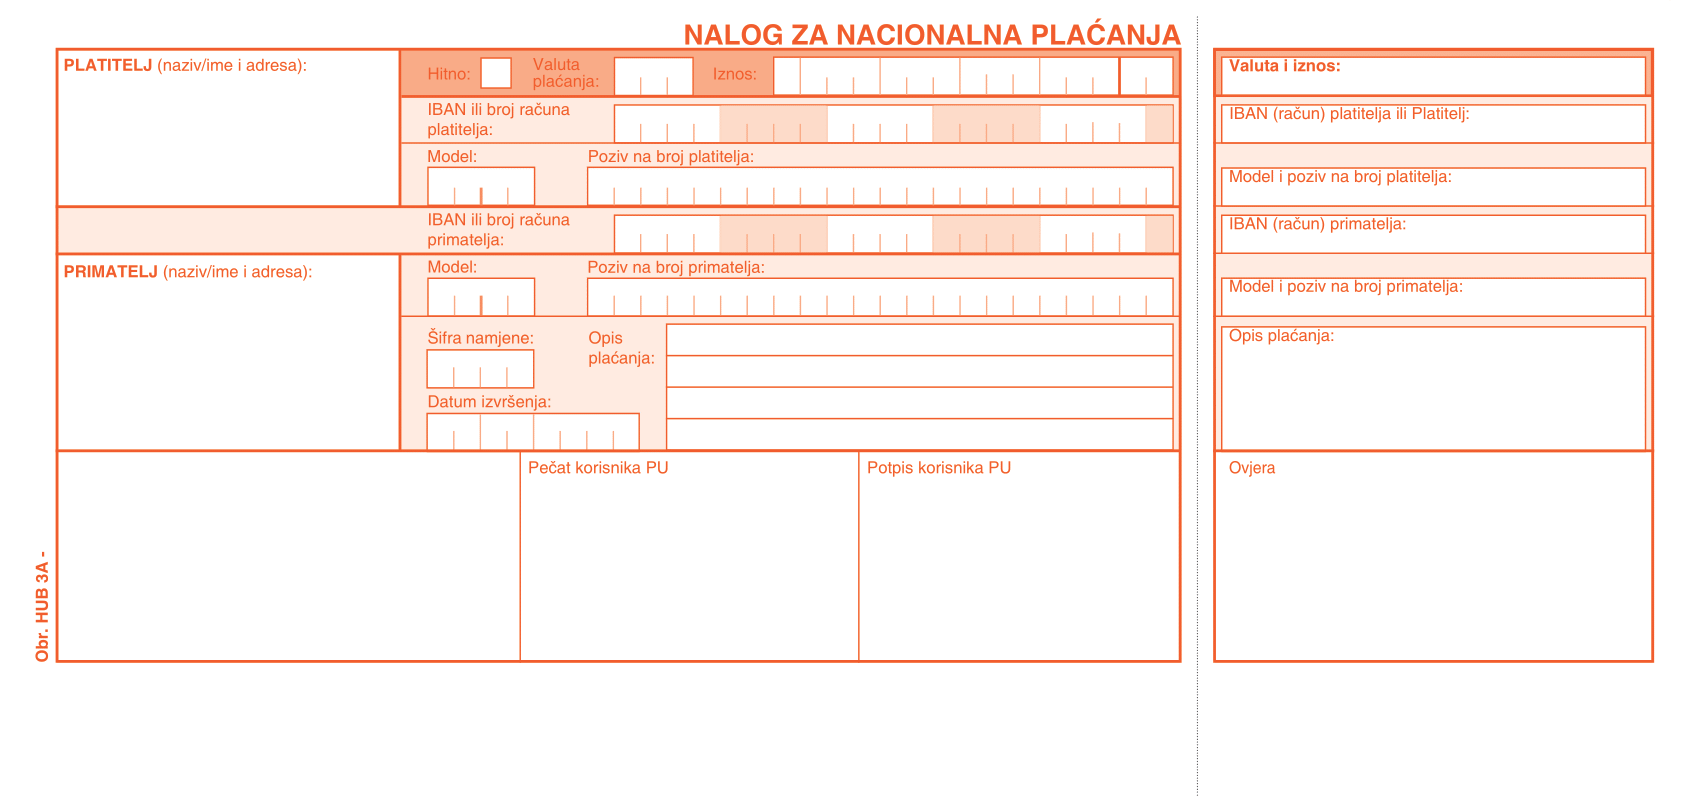 NALOG ZA NACIONALNA PLAĆANJA
PLATITELJ (naziv/ime i adresa):
Hitno:
Valuta
plaćanja:
Iznos:
IBAN ili broj računa
platitelja:
Model:
Poziv na broj platitelja:
IBAN ili broj računa
primatelja:
PRIMATELJ (naziv/ime i adresa):
Model:
Poziv na broj primatelja:
Šifra namjene:
Opis
plaćanja:
Datum izvršenja:
Pečat korisnika PU
Potpis korisnika PU
Obr. HUB 3A -
Valuta i iznos:
IBAN (račun) platitelja ili Platitelj:
Model i poziv na broj platitelja:
IBAN (račun) primatelja:
Model i poziv na broj primatelja:
Opis plaćanja:
Ovjera